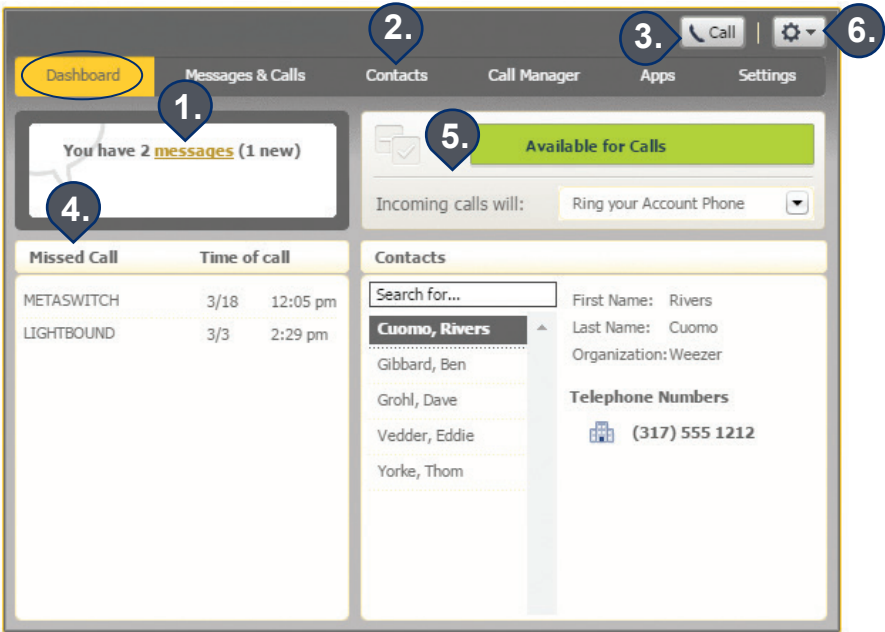 2.
3.
Call
6.
Dashboard
Messages & Calls
Contacts
Call Manager
Apps
Settings
1.
You have 2 messages (1 new)
5.
Available for Calls
Incoming calls will:
Ring your Account Phone
4.
Missed Call
Time of call
METASWITCH 3/18 12:05 pm
LIGHTBOUND 3/3 2:29 pm
Contacts
Search for...
Cuomo, Rivers
Gibbard, Ben
Grohl, Dave
Vedder, Eddie
Yorke, Thom
First Name: Rivers
Last Name: Cuomo
Organization: Weezer
Telephone Numbers
(317) 555 1212